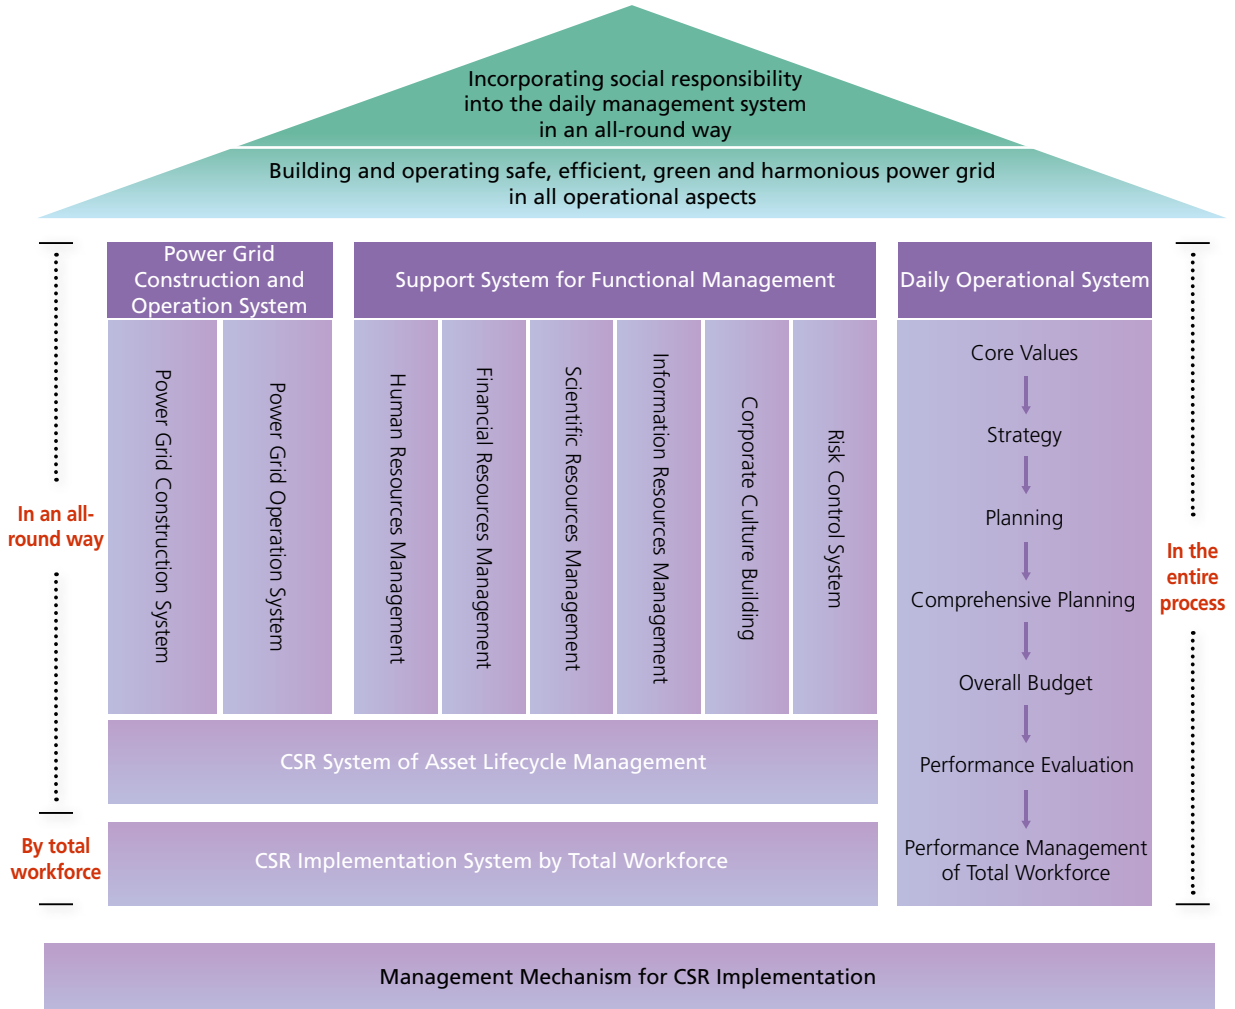 Incorporating social responsibility
into the daily management system
in an all-round way
Building and operating safe, efficient, green and harmonious power grid
in all operational aspects
Power Grid
Construction and
Operation System
Support System for Functional Management
Daily Operational System
Power Grid Construction System
Power Grid Operation System
Human Resources Management
Financial Resources Management
Scientific Resources Management
Information Resources Management
Corporate Culture Building
Risk Control System
Core Values
Strategy
Planning
Comprehensive Planning
Overall Budget
Performance Evaluation
Performance Management
of Total Workforce
In an all-
round way
In the
entire
process
CSR System of Asset Lifecycle Management
By total
workforce
CSR Implementation System by Total Workforce
Management Mechanism for CSR Implementation